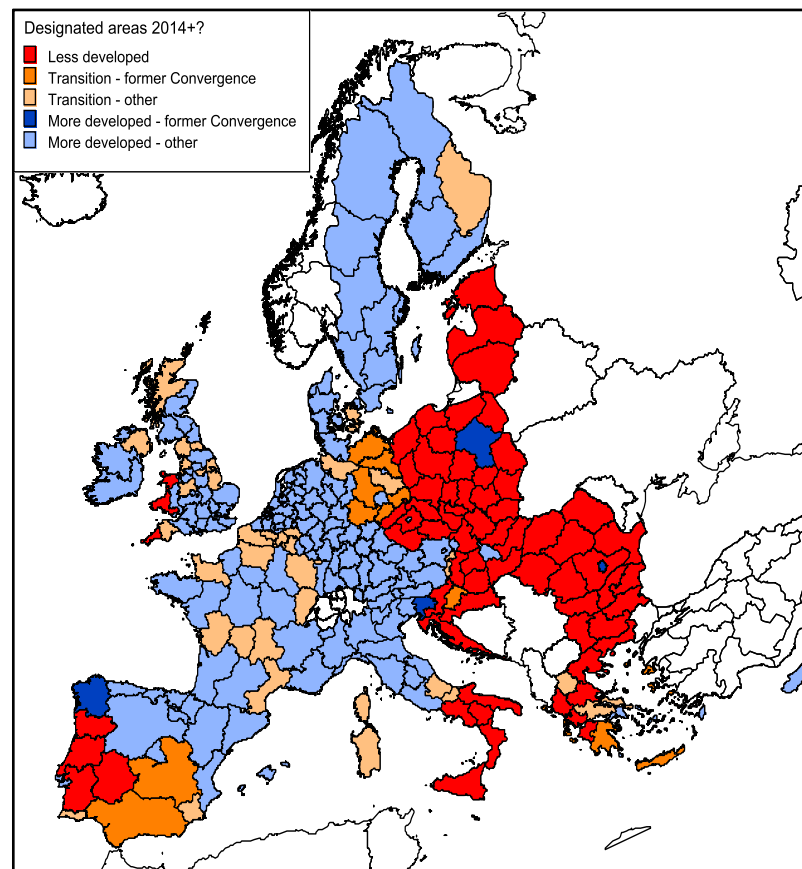 Designated areas 2014+?
Less developed
Transition - former Convergence
Transition - other
More developed - former Convergence
More developed - other